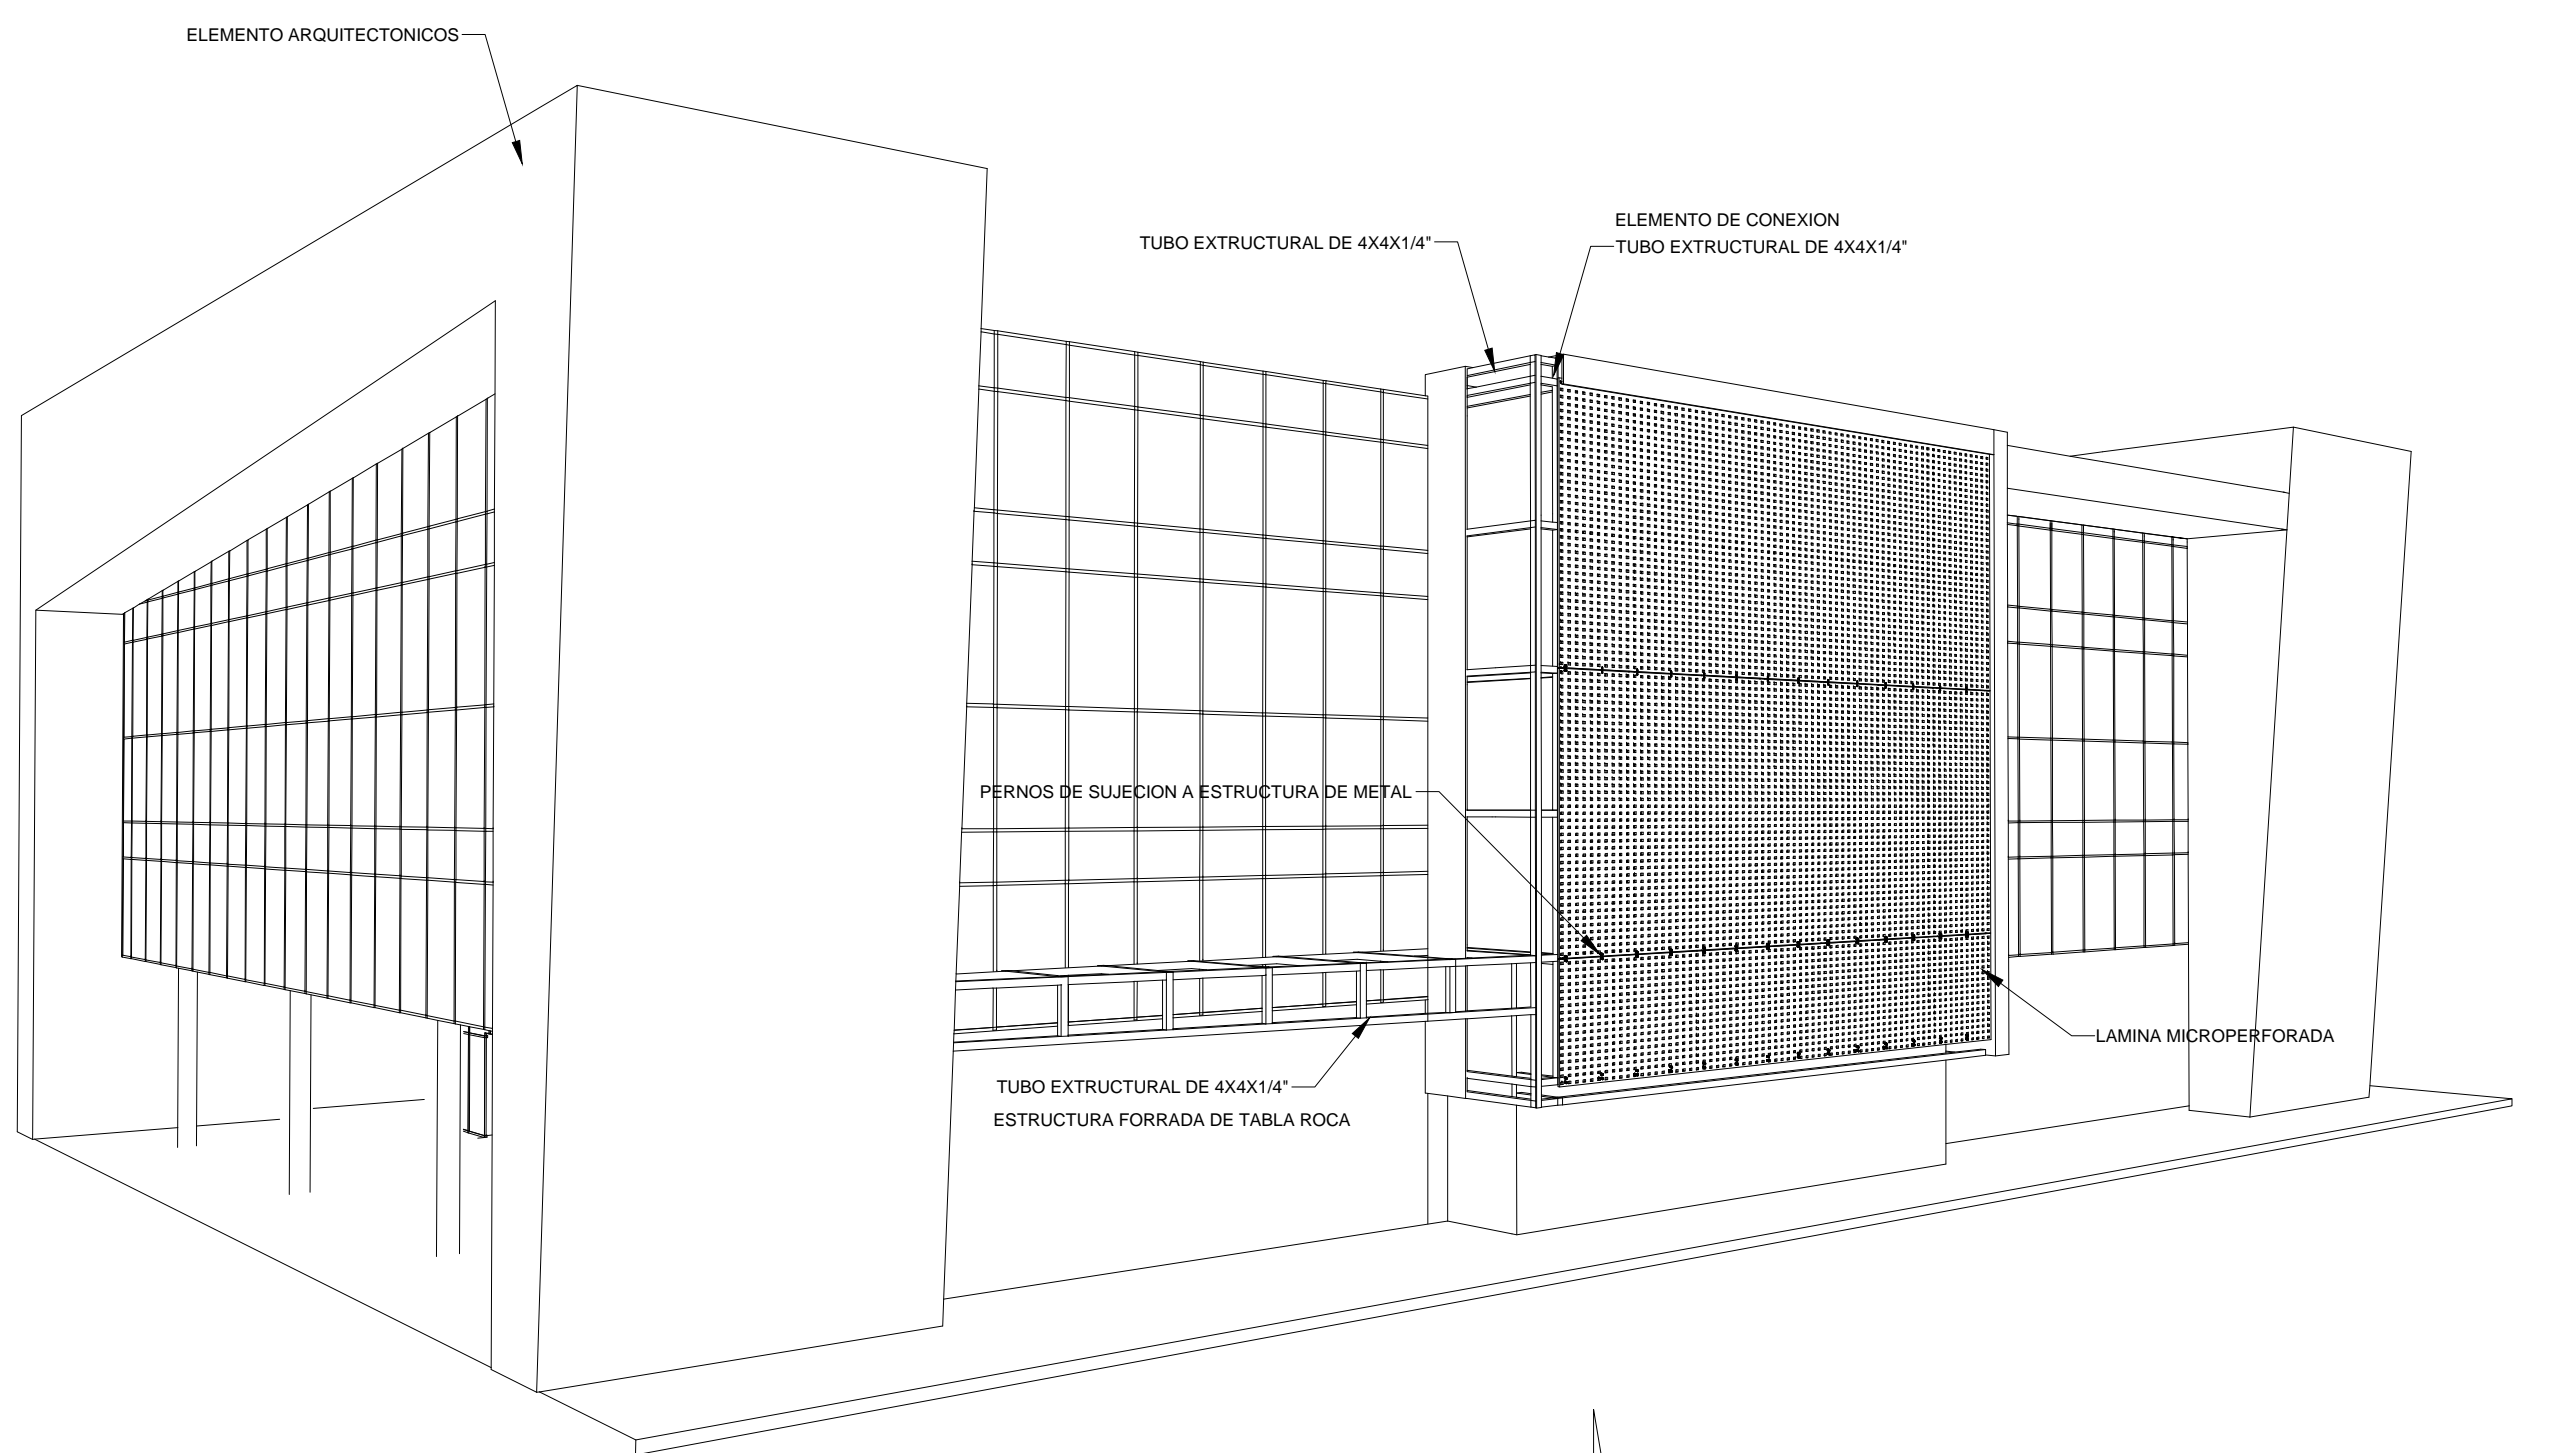 ELEMENTO ARQUITECTONICOS
ELEMENTO DE CONEXION
TUBO EXTRUCTURAL DE 4X4X1/4"
TUBO EXTRUCTURAL DE 4X4X1/4"
PERNOS DE SUJECION A ESTRUCTURA DE METAL
LAMINA MICROPERFORADA
TUBO EXTRUCTURAL DE 4X4X1/4"
ESTRUCTURA FORRADA DE TABLA ROCA